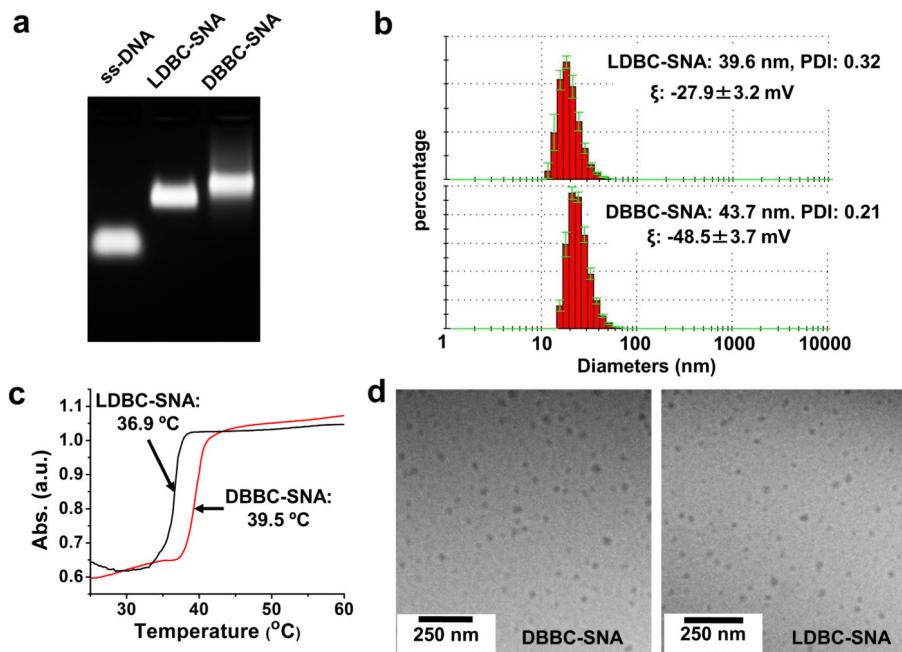 a
ss-DNA
LDBC-SNA
DBBC-SNA
b
LDBC-SNA: 39.6 nm, PDI: 0.32
ξ: -27.9±3.2 mV
DBBC-SNA: 43.7 nm, PDI: 0.21
ξ: -48.5±3.7 mV
percentage
1 10 100 1000 10000
Diameters (nm)
c
LDBC-SNA:
36.9 ºC
DBBC-SNA:
39.5 ºC
1.1
1.0
0.9
0.8
0.7
0.6
Abs. (a.u.)
30 40 50 60
Temperature (°C)
d
250 nm
DBBC-SNA
250 nm
LDBC-SNA